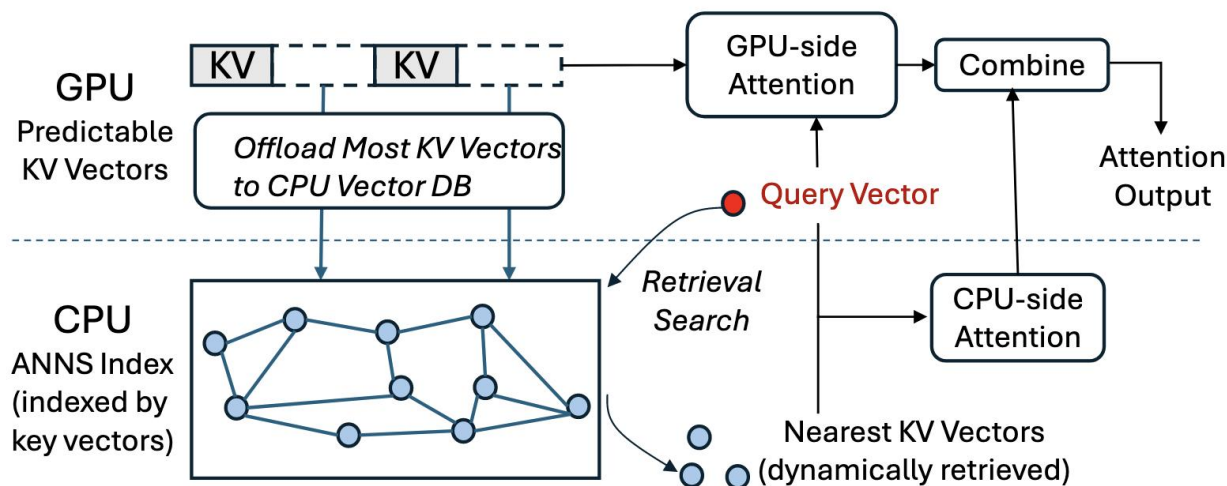 GPU
Predictable
KV Vectors
KV
KV
Offload Most KV Vectors
to CPU Vector DB
GPU-side
Attention
Combine
Attention
Output
Query Vector
Retrieval
Search
CPU
ANNS Index
(indexed by
key vectors)
CPU-side
Attention
Nearest KV Vectors
(dynamically retrieved)